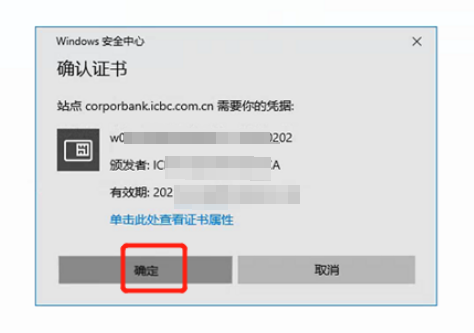 Windows 安全中心
确认证书
站点 corporbank.icbc.com.cn 需要你的凭据:
w0 0202
颁发者: IC CA
有效期: 202
单击此处查看证书属性
确定 取消